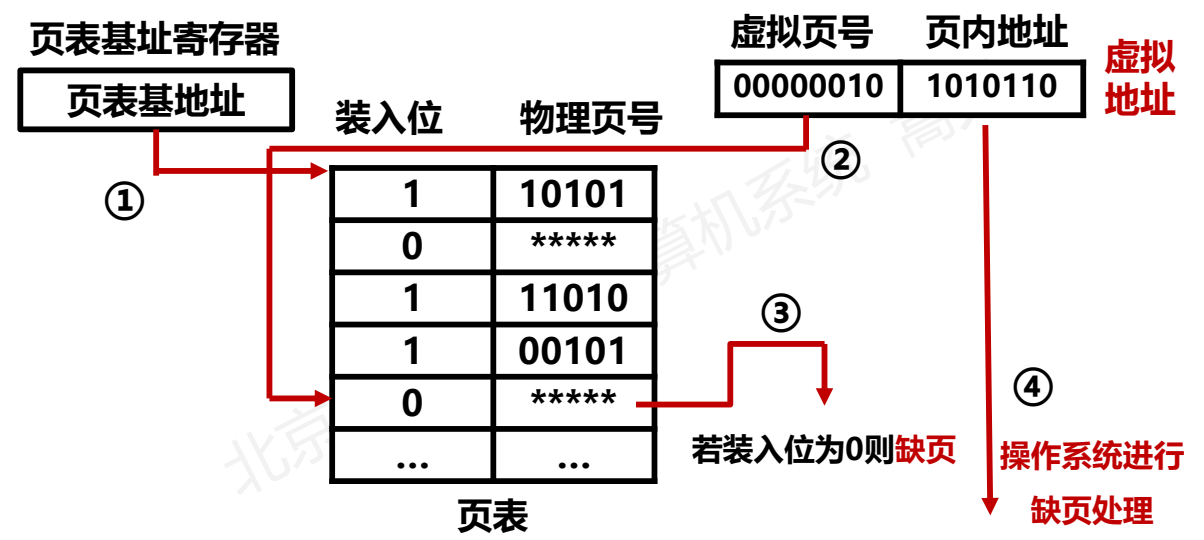 页表基址寄存器
页表基地址
虚拟页号 页内地址
00000010 1010110
虚拟
地址
装入位 物理页号
①
②
1 10101
0 *****
1 11010
1 00101
0 *****
... ...
页表
③
若装入位为0则缺页
④
操作系统进行
缺页处理
北京
算机系统 高